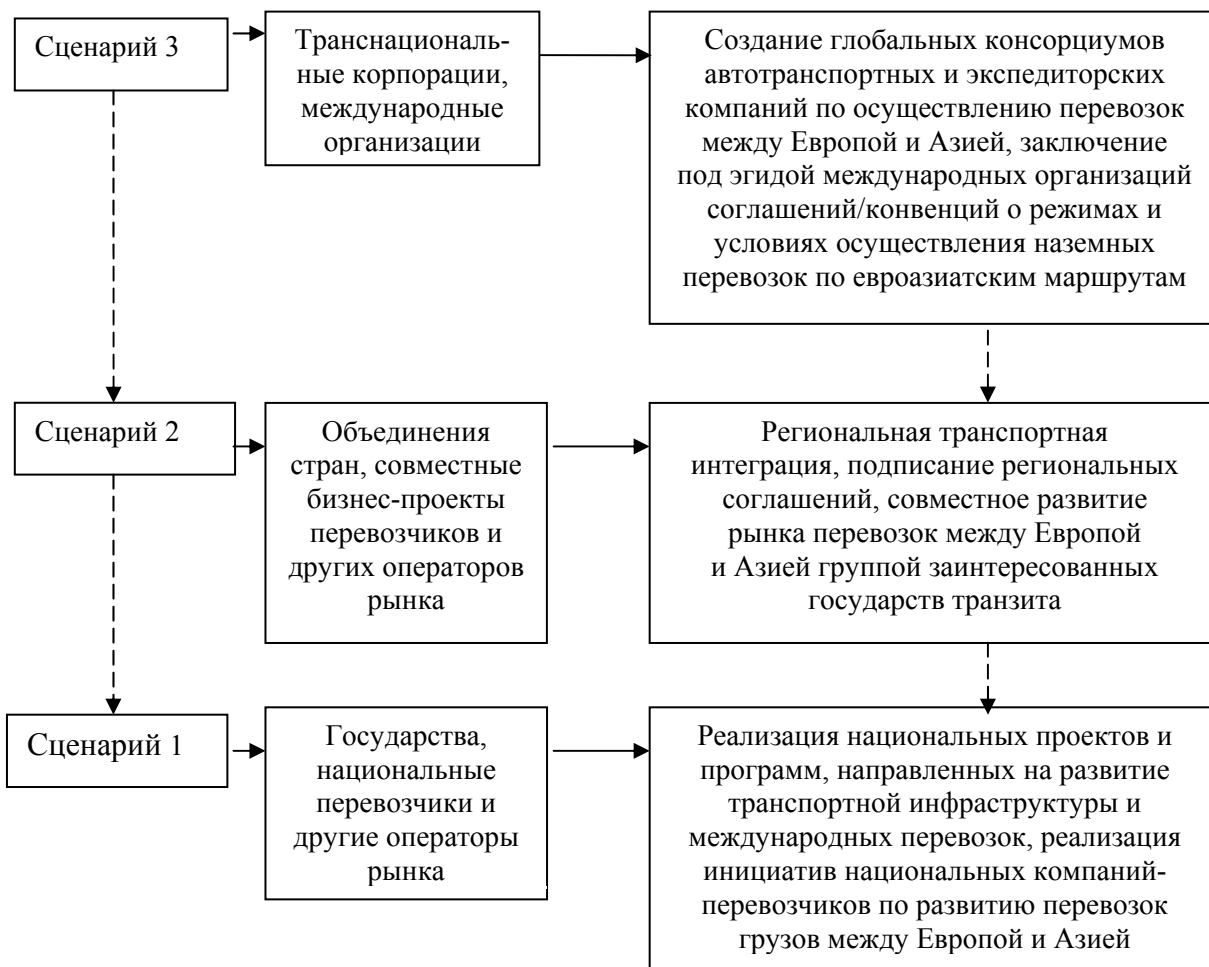 Сценарий 3
Транснациональ-
ные корпорации,
международные
организации
Создание глобальных консорциумов
автотранспортных и экспедиторских
компаний по осуществлению перевозок
между Европой и Азией, заключение
под эгидой международных организаций
соглашений/конвенций о режимах и
условиях осуществления наземных
перевозок по евроазиатским маршрутам
Сценарий 2
Объединения
стран, совместные
бизнес-проекты
перевозчиков и
других операторов
рынка
Региональная транспортная
интеграция, подписание региональных
соглашений, совместное развитие
рынка перевозок между Европой
и Азией группой заинтересованных
государств транзита
Сценарий 1
Государства,
национальные
перевозчики и
другие операторы
рынка
Реализация национальных проектов и
программ, направленных на развитие
транспортной инфраструктуры и
международных перевозок, реализация
инициатив национальных компаний-
перевозчиков по развитию перевозок
грузов между Европой и Азией